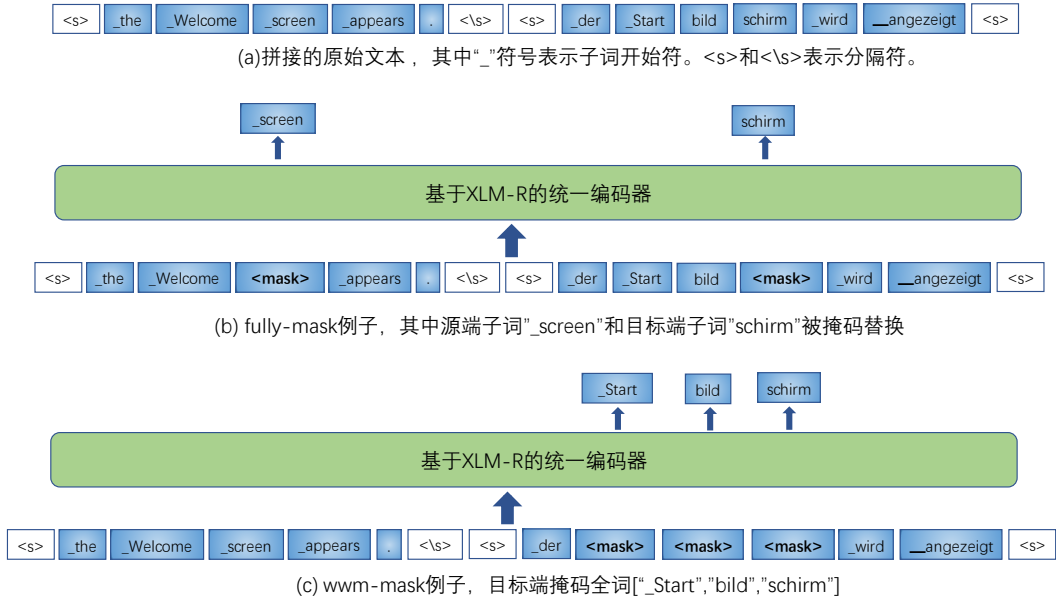 <s> _the _Welcome _screen _appears . <\s> <s> _der _Start bild schirm _wird __angezeigt <s>
(a)拼接的原始文本，其中“_”符号表示子词开始符。<s>和<\s>表示分隔符。
_screen schirm
基于XLM-R的统一编码器
<s> _the _Welcome <mask> _appears . <\s> <s> _der _Start bild <mask> _wird __angezeigt <s>
(b) fully-mask例子，其中源端子词”_screen”和目标端子词”schirm”被掩码替换
_Start bild schirm
基于XLM-R的统一编码器
<s> _the _Welcome _screen _appears . <\s> <s> _der <mask> <mask> <mask> _wird __angezeigt <s>
(c) wwm-mask例子，目标端掩码全词[“_Start”,”bild”,”schirm”]